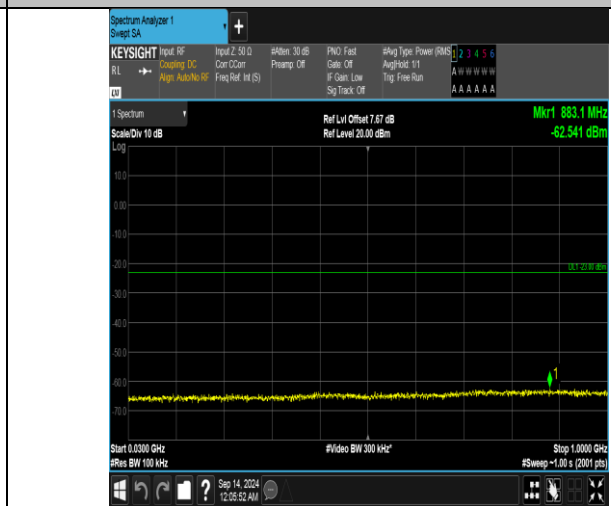 Spectrum Analyzer 1
Swept SA
+
KEYSIGHT
RL
LXI
Input: RF
Coupling: DC
Align: Auto/No RF
Input Z: 50 Ω
Corr CCorr
Freq Ref: Int (S)
#Atten: 30 dB
Preamp: Off
PNO: Fast
Gate: Off
IF Gain: Low
Sig Track: Off
#Avg Type: Power (RMS
Avg|Hold: 1/1
Trig: Free Run
1 2 3 4 5 6
A W W W W W
A A A A A A
1 Spectrum
Scale/Div 10 dB
Ref Lvl Offset 7.67 dB
Ref Level 20.00 dBm
Mkr1 883.1 MHz
-62.541 dBm
Log
10.0
0.00
-10.0
-20.0
DL1 -23.00 dBm
-30.0
-40.0
-50.0
1
-60.0
-70.0
Start 0.0300 GHz
#Res BW 100 kHz
#Video BW 300 kHz*
Stop 1.0000 GHz
#Sweep ~1.00 s (2001 pts)
?
Sep 14, 2024
12:05:52 AM